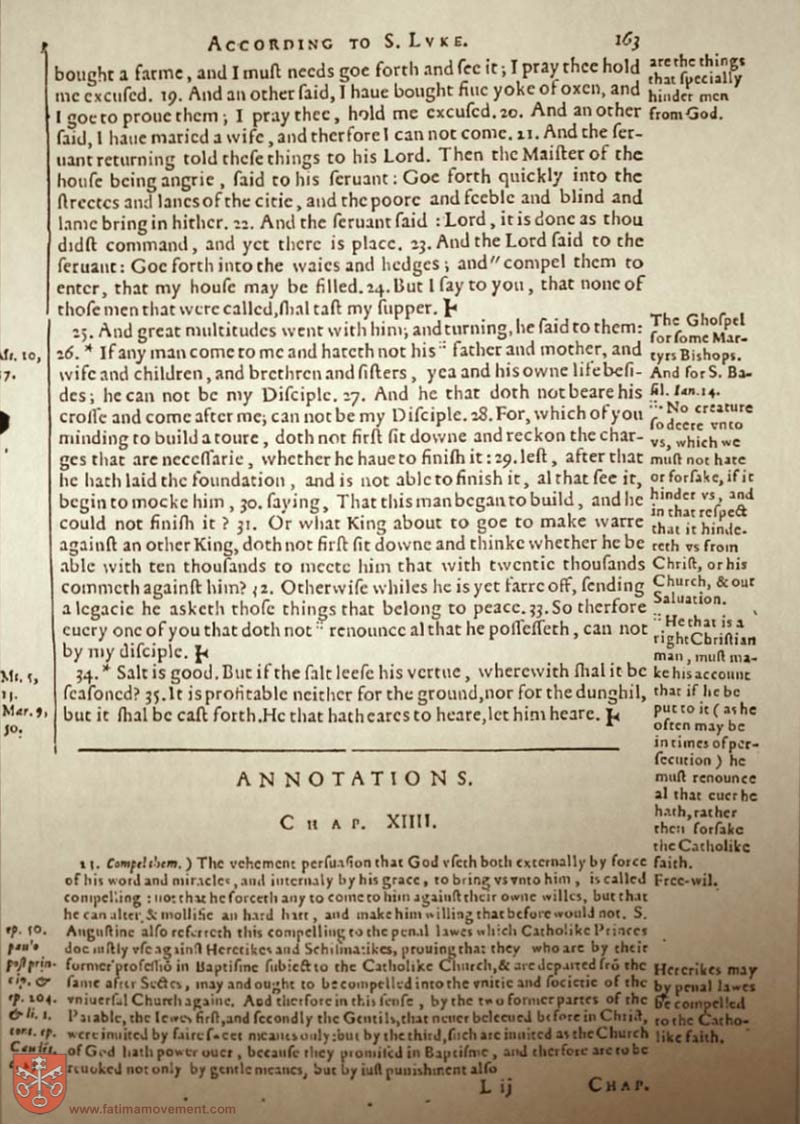 ACCORDING TO S. LVKE. 163
bought a farme, and I muſt needs goe forth and ſee it; I pray thee hold
me excuſed. 19. And an other ſaid, I haue bought fiue yoke of oxen, and
I goe to proue them; I pray thee, hold me excuſed. 20. And an other
ſaid, I haue maried a wife, and therfore I can not come. 21. And the ſer-
uant returning told theſe things to his Lord. Then the Maiſter of the
houſe being angrie, ſaid to his ſeruant: Goe forth quickly into the
ſtreetes and lanes of the citie, and the poore and feeble and blind and
lame bring in hither. 22. And the ſeruant ſaid: Lord, it is done as thou
didſt command, and yet there is place. 23. And the Lord ſaid to the
ſeruant: Goe forth into the waies and hedges; and " compel them to
enter, that my houſe may be filled. 24. But I ſay to you, that none of
thoſe men that were called, ſhal taſt my ſupper.
25. And great multitudes went with him; and turning, he ſaid to them:
26. * If any man come to me and hateth not his :: father and mother, and
wife and children, and brethren and ſiſters, yea and his owne life beſi-
des; he can not be my Diſciple. 27. And he that doth not beare his
croſſe and come after me; can not be my Diſciple. 28. For, which of you
minding to build a toure, doth not firſt ſit downe and reckon the char-
ges that are neceſſarie, whether he haue to finiſh it: 29. leſt, after that
he hath laid the foundation, and is not able to finiſh it, al that ſee it,
begin to mocke him, 30. ſaying, That this man began to build, and he
could not finiſh it? 31. Or what King about to goe to make warre
againſt an other King, doth not firſt ſit downe and thinke whether he be
able with ten thouſands to meete him that with twentie thouſands
commeth againſt him? 32. Otherwiſe whiles he is yet farre off, ſending
a legacie he asketh thoſe things that belong to peace. 33. So therfore
euery one of you that doth not :: renounce al that he poſſeſſeth, can not
by my diſciple.
34. * Salt is good. But if the ſalt leeſe his vertue, wherewith ſhal it be
ſeaſoned? 35. It is profitable neither for the ground, nor for the dunghil,
but it ſhal be caſt forth. He that hath eares to heare, let him heare.
are the things
that ſpecially
hinder men
from God.
The Ghoſpel
for ſome Mar-
tyrs Biſhops.
And for S. Ba-
ſil. Ian. 14.
:: No creature
ſo deere vnto
vs, which we
muſt not hate
or forſake, if it
hinder vs, and
in that reſpect
that it hinde-
reth vs from
Chriſt, or his
Church, & our
Saluation.
:: He that is a
right Chriſtian
man, muſt ma-
ke his account
that if he be
put to it (as he
often may be
in times of per-
ſecution) he
muſt renounce
al that euer he
hath, rather
then forſake
the Catholike
faith.
Free-wil.
Mt. 10,
37.
Mt. 5,
13.
Mar. 9,
50.
ANNOTATIONS.
CHAP. XIIII.
23. Compel them.) The vehement perſuaſion that God vſeth both externally by force
of his word and miracles, and internaly by his grace, to bring vs vnto him, is called
compelling: not that he forceth any to come to him againſt their owne willes, but that
he can alter & mollifie an hard hart, and make him willing that before would not. S.
Auguſtine alſo referreth this compelling to the penal lawes which Catholike Princes
doe iuſtly vſe againſt Heretikes and Schiſmatikes, prouing that they who are by their
former profeſſiō in Baptiſme ſubiect to the Catholike Church, & are departed frō the
ſame after Sectes, may and ought to be compelled into the vnitie and ſocietie of the
vniuerſal Church againe. And therfore in this ſenſe, by the two former partes of the
Parable, the Iewes firſt, and ſecondly the Gentils, that neuer beleeued before in Chriſt,
were inuited by faire ſweet meanes only: but by the third, ſuch are inuited as the Church
of God hath power ouer, becauſe they promiſed in Baptiſme, and therfore are to be
reuoked not only by gentle meanes, but by iuſt punishment alſo
ep. 50.
poſt prin-
cip. &
ep. 204.
& li. 1.
Heretikes may
by penal lawes
be compelled
to the Catho-
like faith.
L ij CHAP.
www.fatimamovement.com